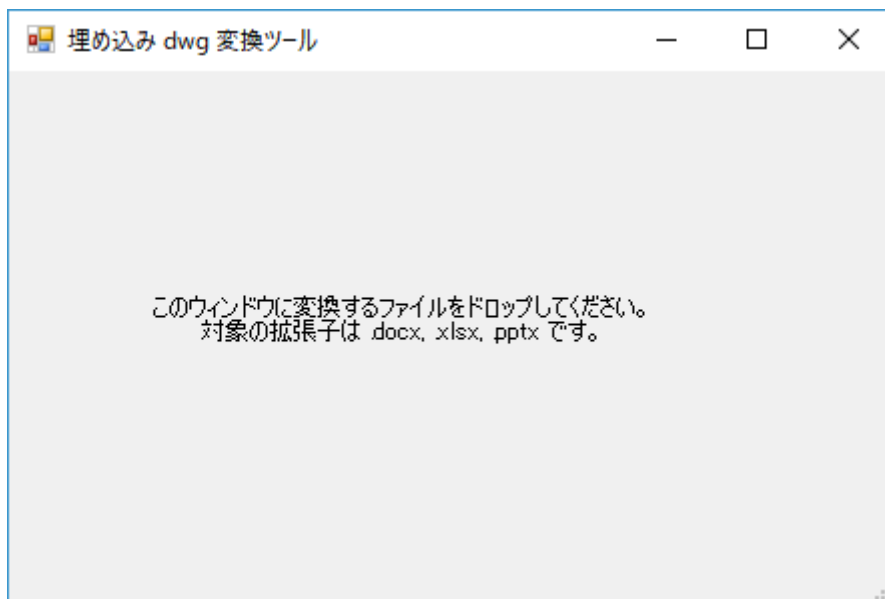 埋め込み dwg 変換ツール
このウィンドウに変換するファイルをドロップしてください。
対象の拡張子は .docx, .xlsx, .pptx です。